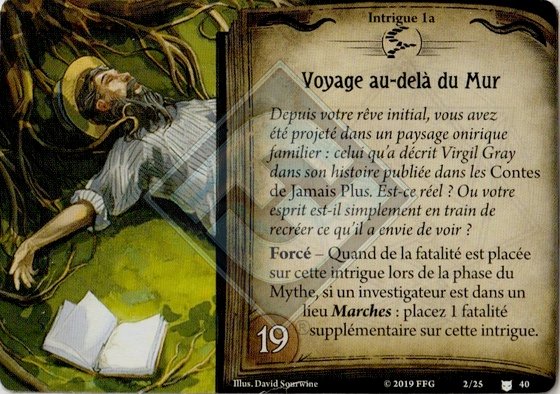 Intrigue 1a
Voyage au-delà du Mur
Depuis votre rêve initial, vous avez
été projeté dans un paysage onirique
familier : celui qu'a décrit Virgil Gray
dans son histoire publiée dans les Contes
de Jamais Plus. Est-ce réel ? Ou votre
esprit est-il simplement en train de
recréer ce qu'il a envie de voir ?
Forcé – Quand de la fatalité est placée
sur cette intrigue lors de la phase du
Mythe, si un investigateur est dans un
lieu Marches : placez 1 fatalité
supplémentaire sur cette intrigue.
19
Illus. David Sourwine
© 2019 FFG
2/25
40